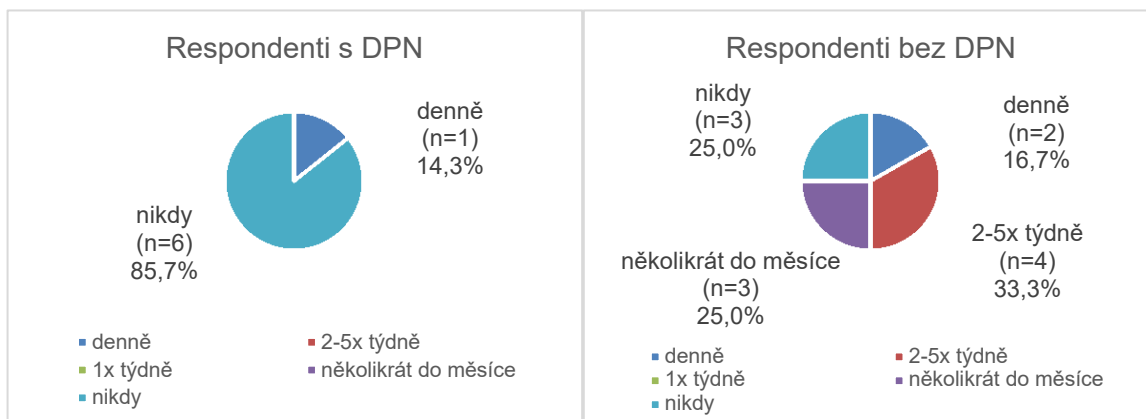 Respondenti s DPN
denně
(n=1)
14,3%
nikdy
(n=6)
85,7%
denně
2-5x týdně
1x týdně
několikrát do měsíce
nikdy
Respondenti bez DPN
nikdy
(n=3)
25,0%
denně
(n=2)
16,7%
2-5x týdně
(n=4)
33,3%
několikrát do měsíce
(n=3)
25,0%
denně
2-5x týdně
1x týdně
několikrát do měsíce
nikdy